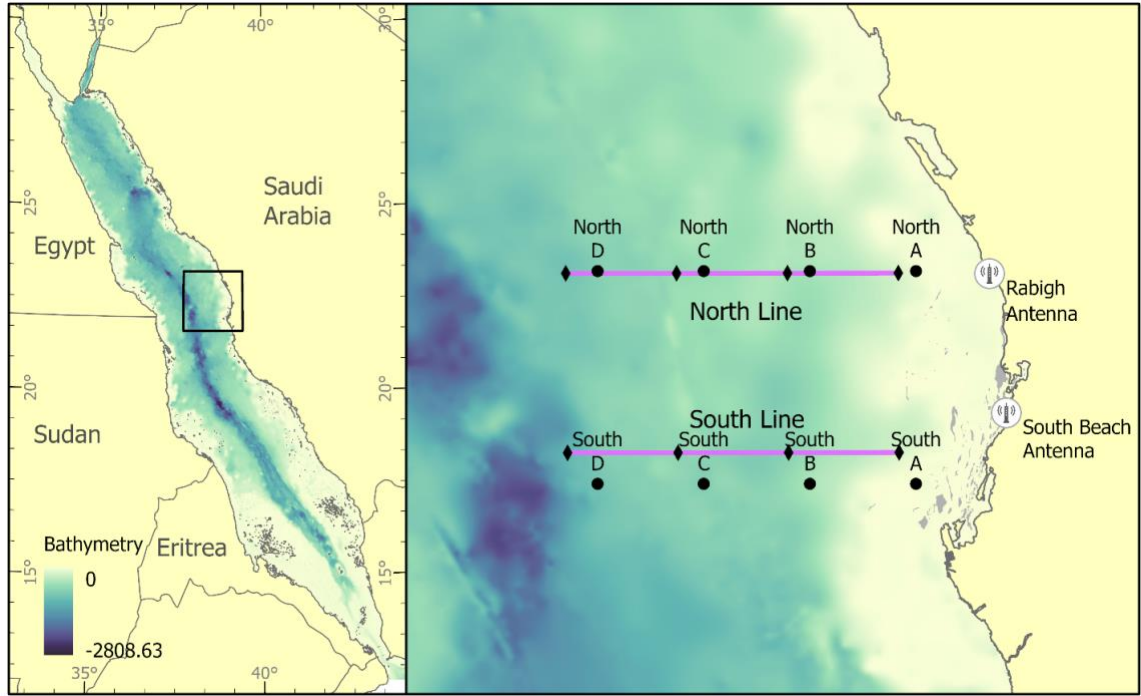 35°
40°
30°
25°
25°
Saudi
Arabia
Egypt
20°
20°
Sudan
Eritrea
15°
15°
Bathymetry
0
-2808.63
35°
40°
North
D
North
C
North
B
North
A
North Line
Rabigh
Antenna
South Line
South
D
South
C
South
B
South
A
South Beach
Antenna